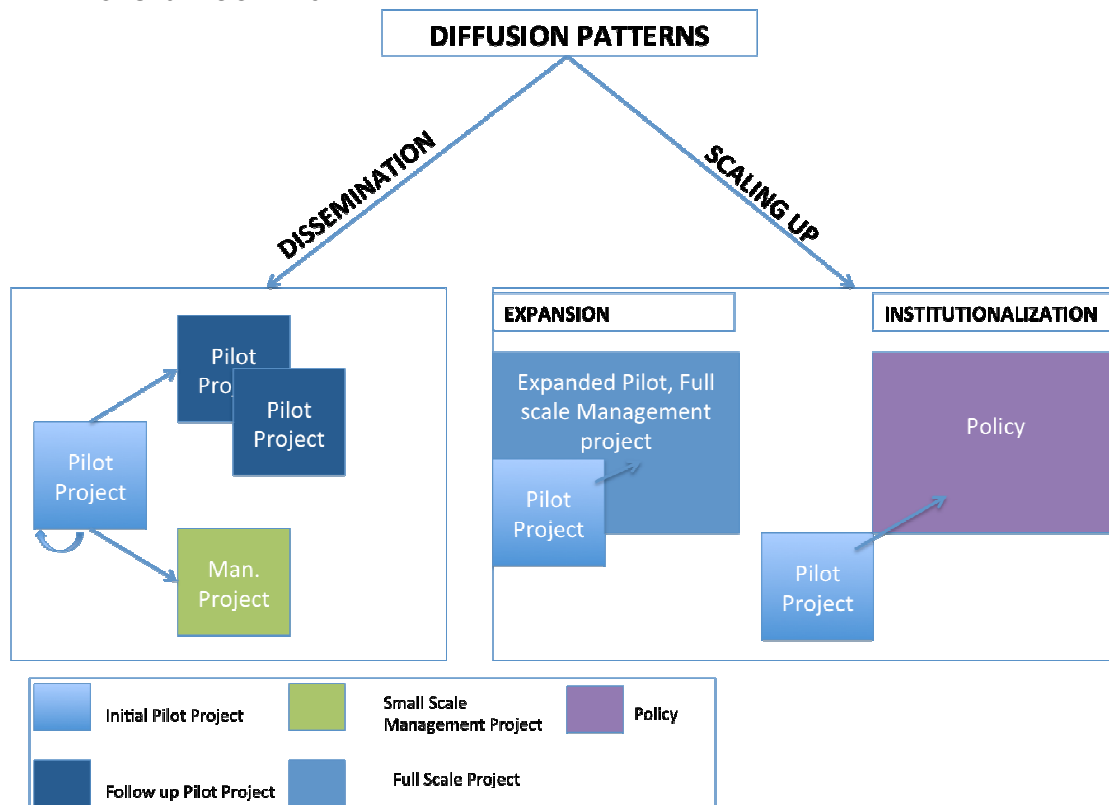 DIFFUSION PATTERNS
DISSEMINATION
SCALING UP
EXPANSION
INSTITUTIONALIZATION
Pilot
Project
Pilot
Project
Pilot
Project
Man.
Project
Expanded Pilot, Full
scale Management
project
Pilot
Project
Policy
Pilot
Project
Initial Pilot Project
Small Scale
Management Project
Policy
Follow up Pilot Project
Full Scale Project